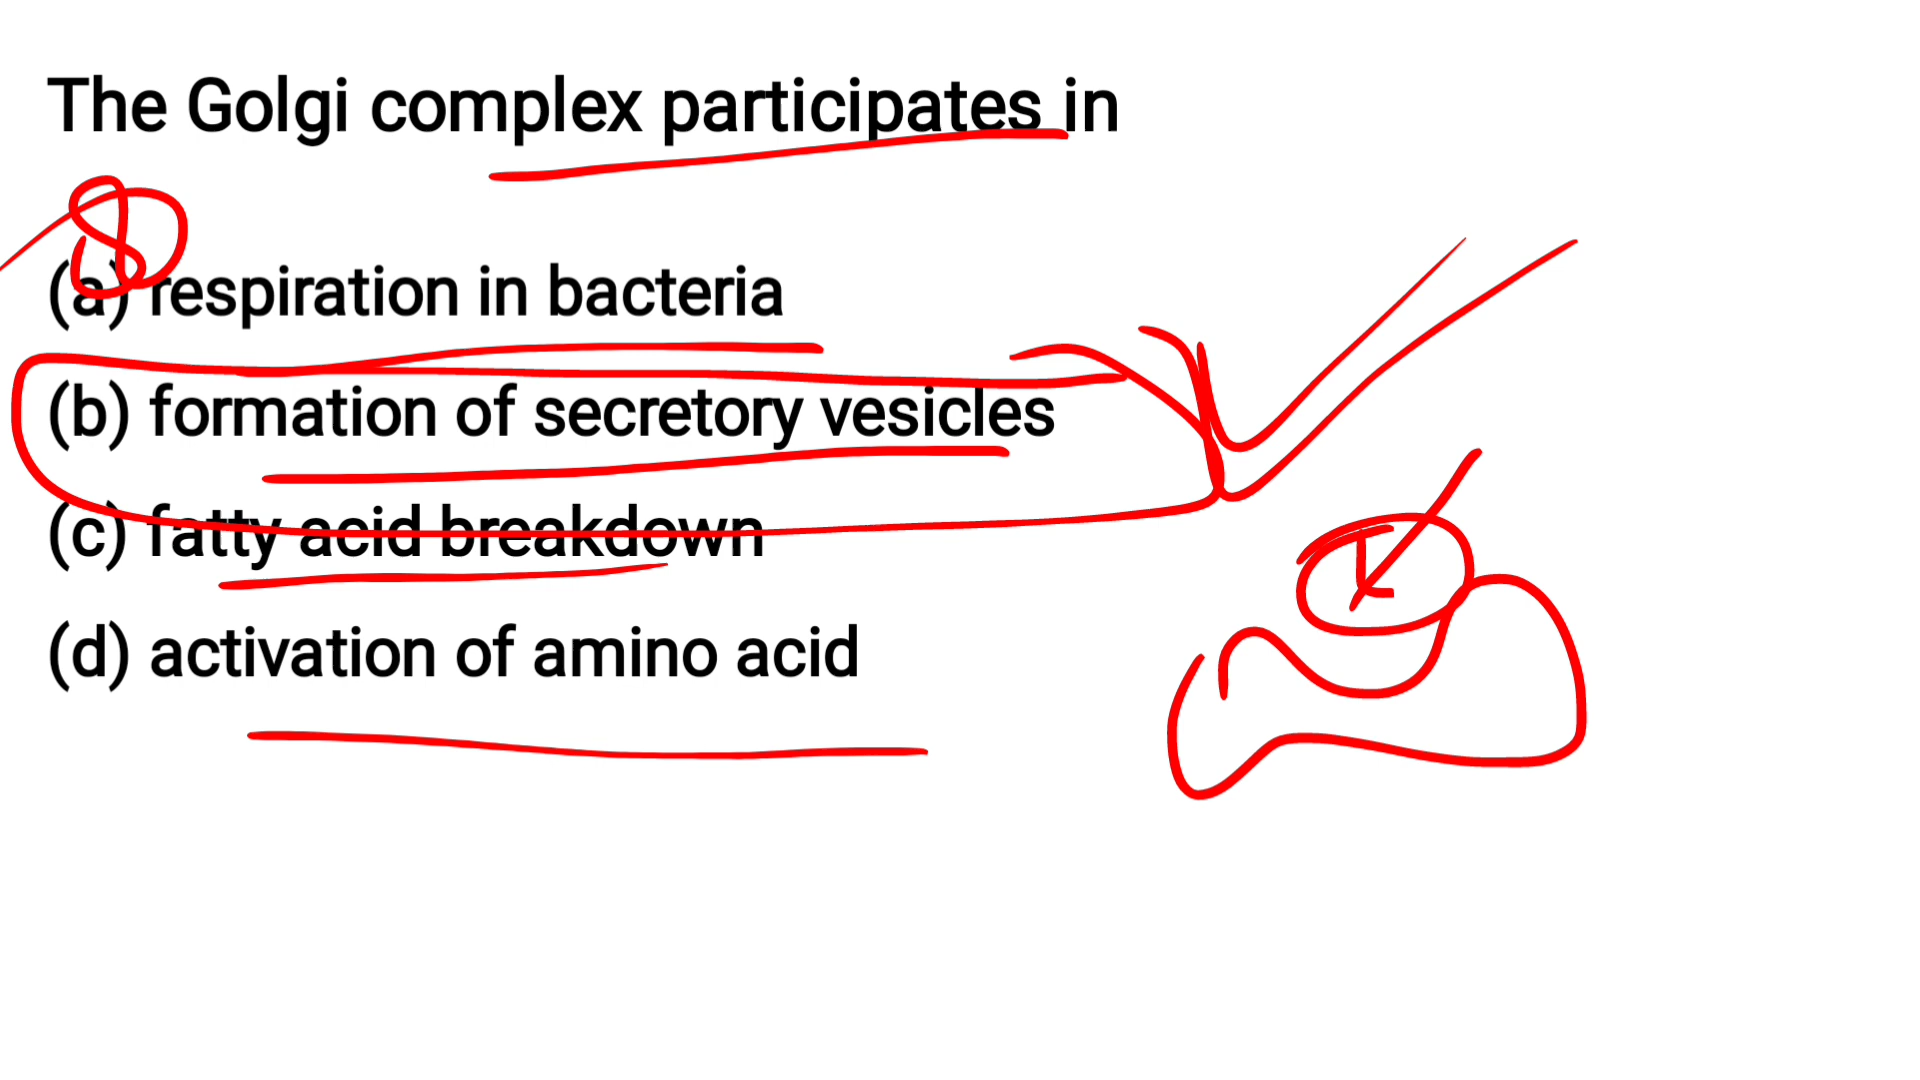 The Golgi complex participates in
(a) respiration in bacteria
(b) formation of secretory vesicles
(c) fatty acid breakdown
(d) activation of amino acid